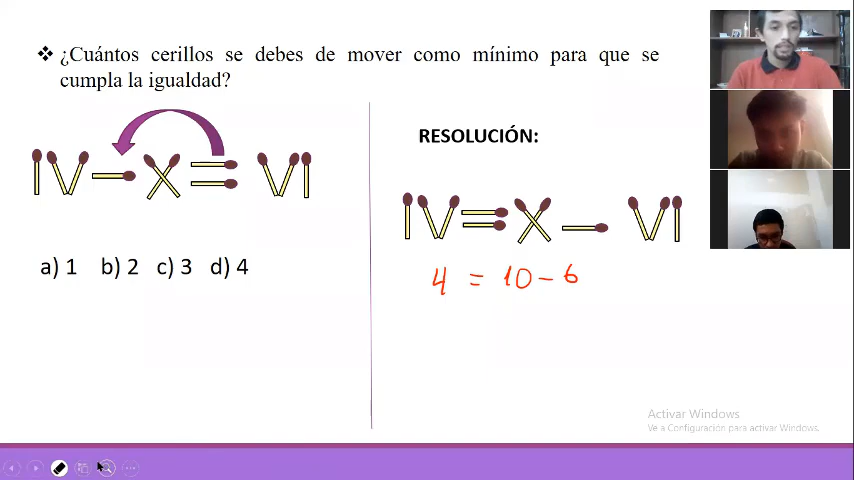 ❖ ¿Cuántos cerillos se debes de mover como mínimo para que se
cumpla la igualdad?
IV − X = VI
a) 1 b) 2 c) 3 d) 4
RESOLUCIÓN:
IV = X − VI
4 = 10 − 6
Activar Windows
Ve a Configuración para activar Windows.